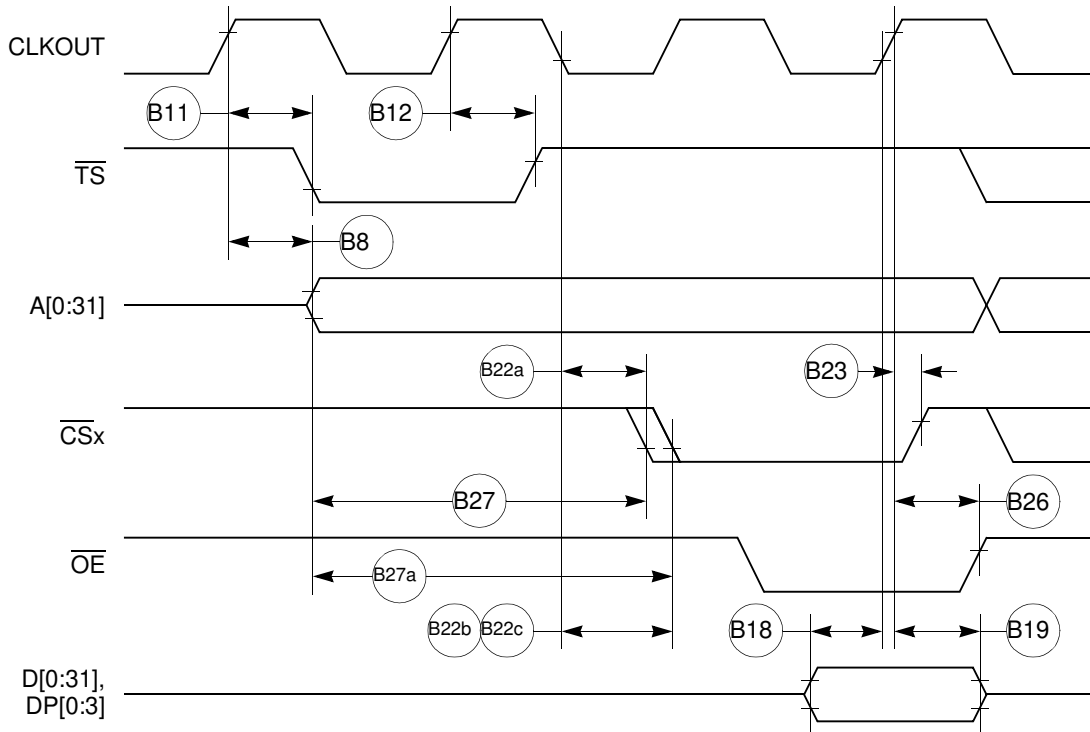 CLKOUT
B11
B12
TS
B8
A[0:31]
B22a
B23
CSx
B27
B26
OE
B27a
B22b
B22c
B18
B19
D[0:31],
DP[0:3]